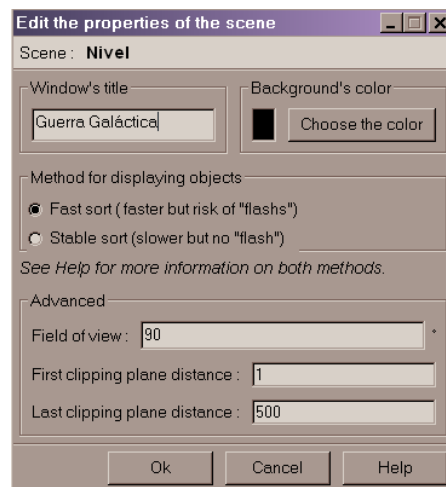 Edit the properties of the scene
Scene : Nivel
Window's title
Guerra Galáctica
Background's color
Choose the color
Method for displaying objects
Fast sort ( faster but risk of "flashs")
Stable sort (slower but no "flash")
See Help for more information on both methods.
Advanced
Field of view : 90 °
First clipping plane distance : 1
Last clipping plane distance : 500
Ok Cancel Help